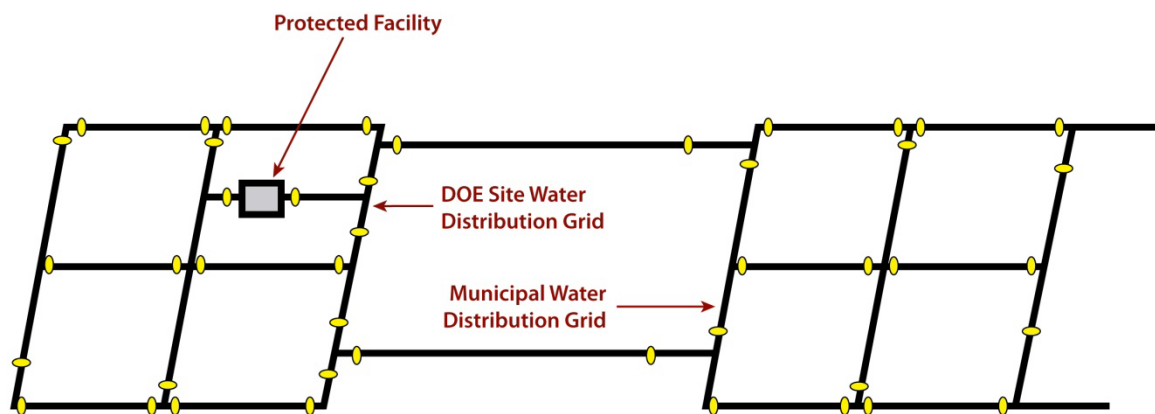 Protected Facility
DOE Site Water
Distribution Grid
Municipal Water
Distribution Grid